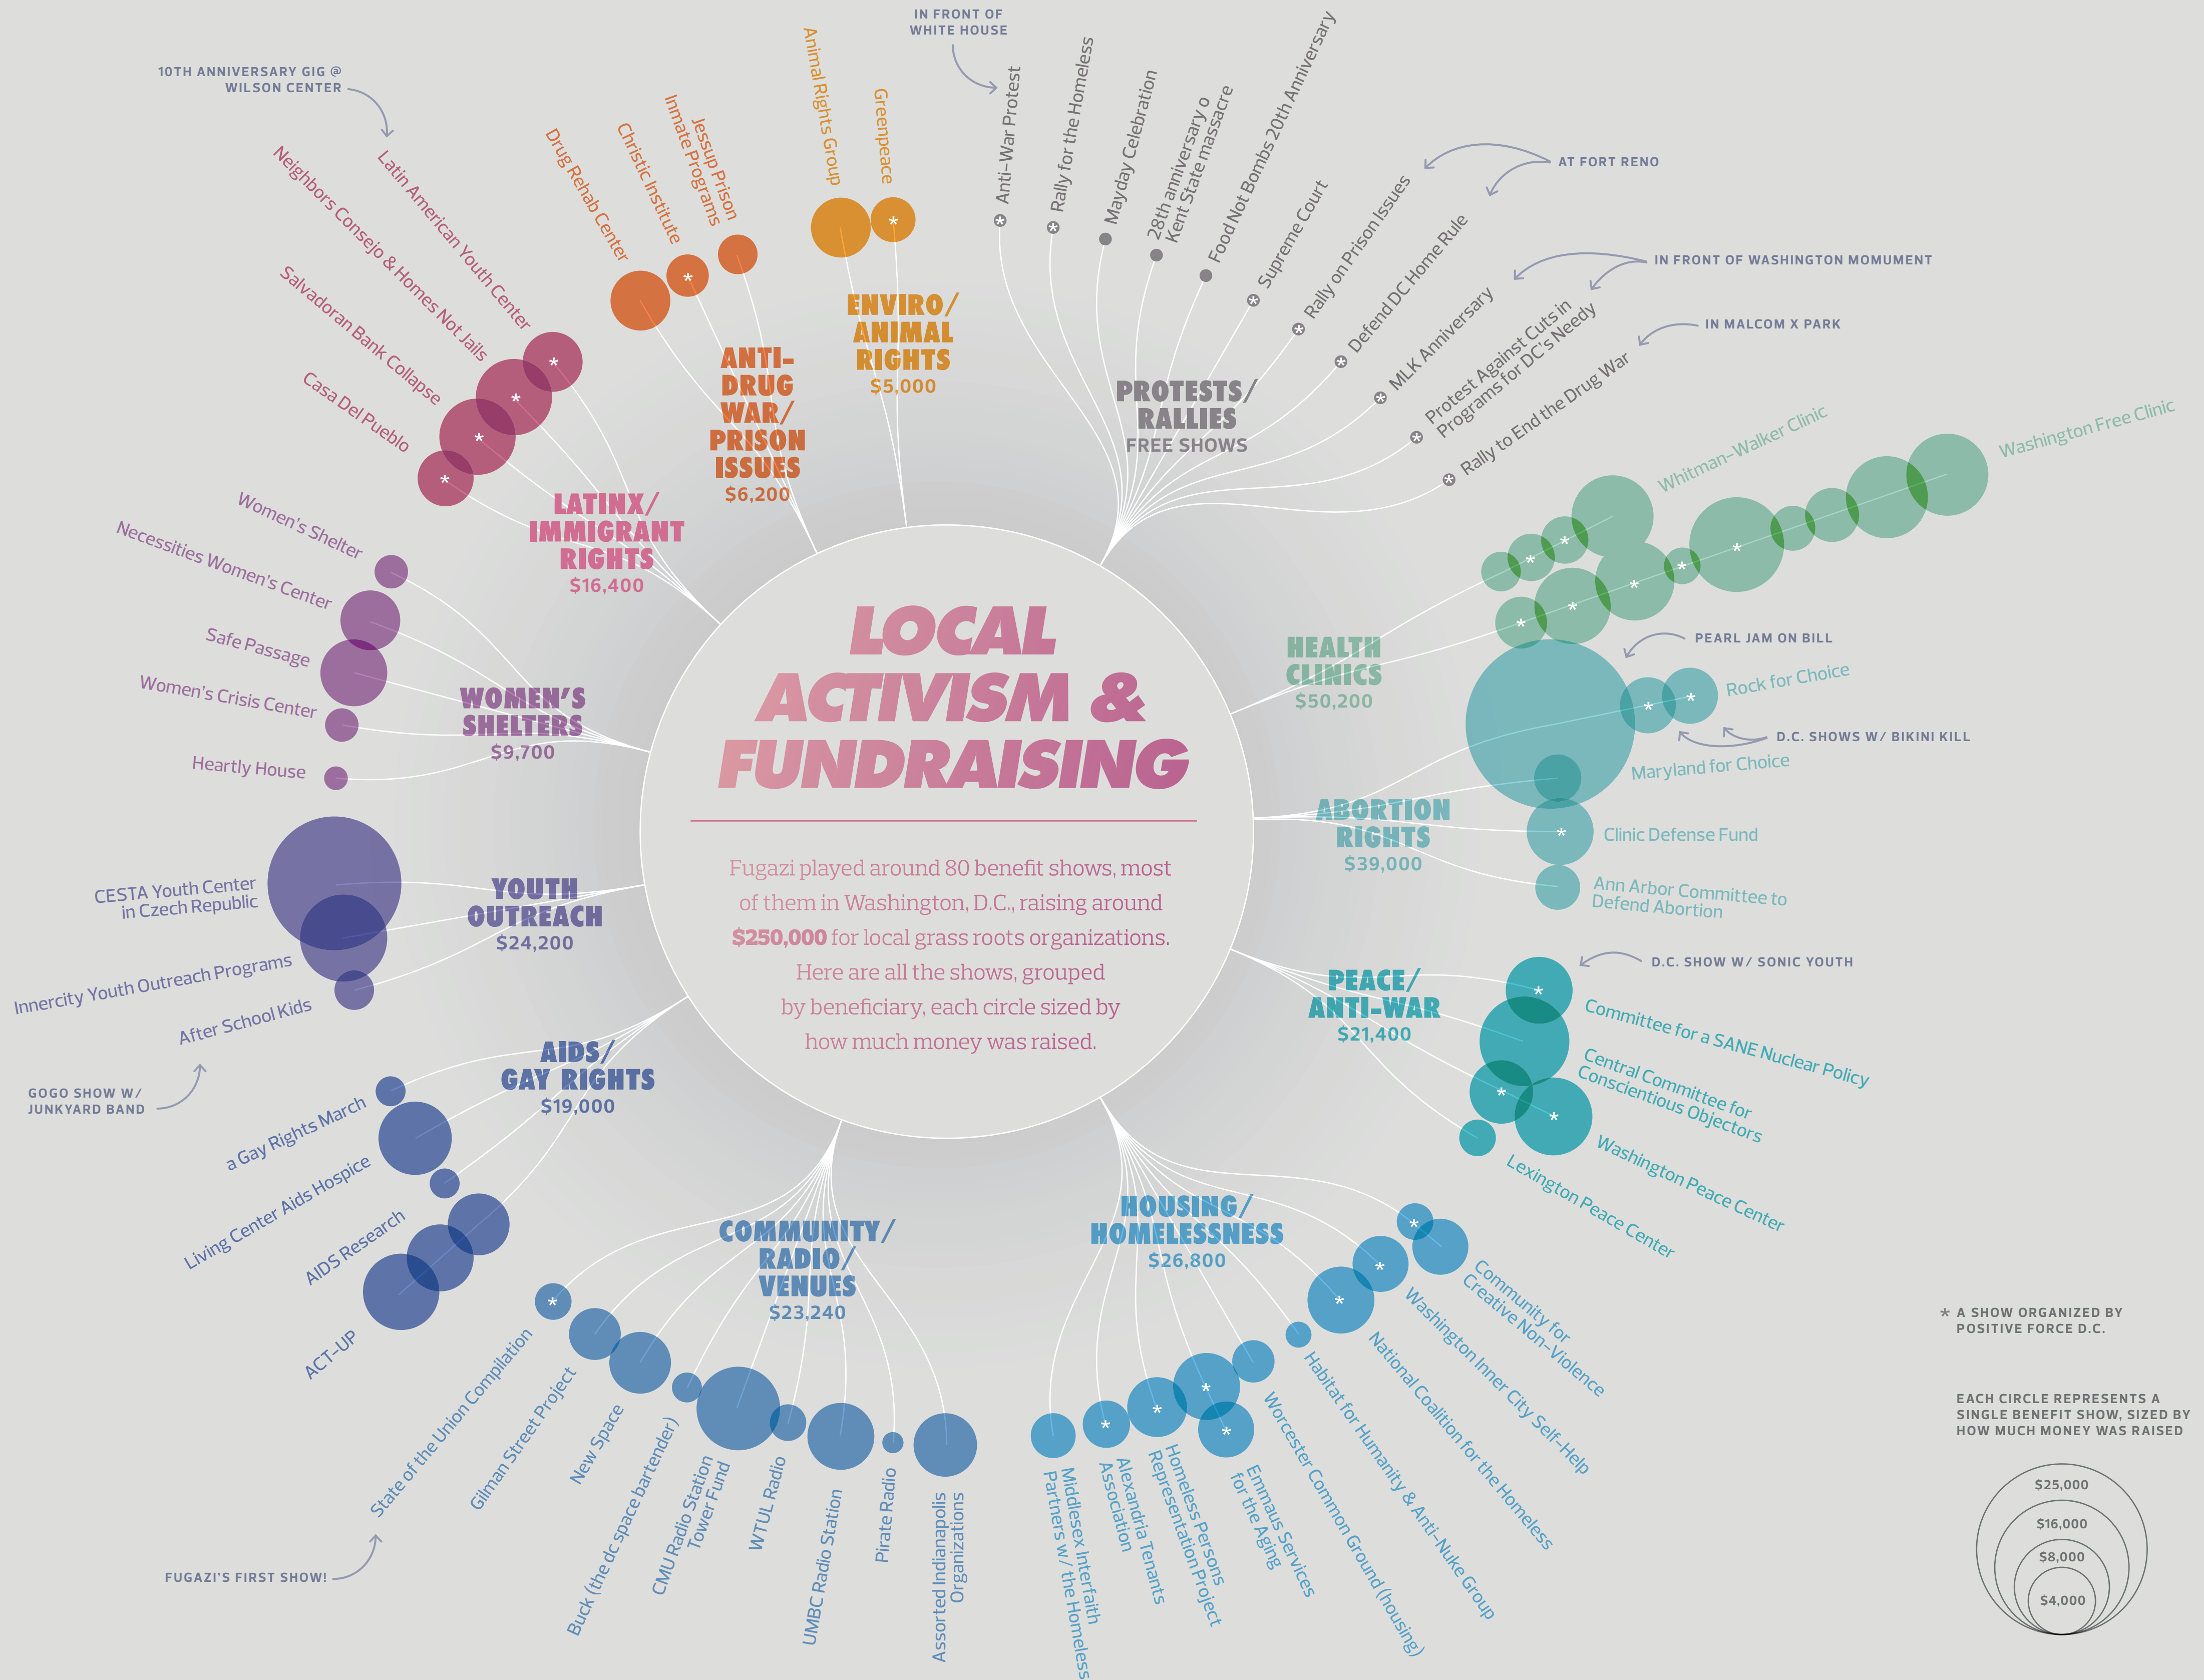 LOCAL
ACTIVISM &
FUNDRAISING
Fugazi played around 80 benefit shows, most
of them in Washington, D.C., raising around
$250,000 for local grass roots organizations.
Here are all the shows, grouped
by beneficiary, each circle sized by
how much money was raised.
IN FRONT OF
WHITE HOUSE
Anti-War Protest
Rally for the Homeless
Mayday Celebration
28th anniversary o
Kent State massacre
Food Not Bombs 20th Anniversary
Supreme Court
Rally on Prison Issues
Defend DC Home Rule
AT FORT RENO
MLK Anniversary
Protest Against Cuts in
Programs for DC's Needy
IN FRONT OF WASHINGTON MOMUMENT
Rally to End the Drug War
IN MALCOM X PARK
PROTESTS/
RALLIES
FREE SHOWS
Whitman-Walker Clinic
Washington Free Clinic
HEALTH
CLINICS
$50,200
PEARL JAM ON BILL
Rock for Choice
D.C. SHOWS W/ BIKINI KILL
Maryland for Choice
Clinic Defense Fund
Ann Arbor Committee to
Defend Abortion
ABORTION
RIGHTS
$39,000
D.C. SHOW W/ SONIC YOUTH
Committee for a SANE Nuclear Policy
Central Committee for
Conscientious Objectors
Washington Peace Center
Lexington Peace Center
PEACE/
ANTI-WAR
$21,400
HOUSING/
HOMELESSNESS
$26,800
Community for
Creative Non-Violence
Washington Inner City Self-Help
National Coalition for the Homeless
Habitat for Humanity & Anti-Nuke Group
Worcester Common Ground (housing)
Emmaus Services
for the Aging
Homeless Persons
Representation Project
Alexandria Tenants
Association
Middlesex Interfaith
Partners w/ the Homeless
COMMUNITY/
RADIO/
VENUES
$23,240
Assorted Indianapolis
Organizations
Pirate Radio
UMBC Radio Station
WTUL Radio
CMU Radio Station
Tower Fund
Buck (the dc space bartender)
New Space
Gilman Street Project
State of the Union Compilation
FUGAZI'S FIRST SHOW!
AIDS/
GAY RIGHTS
$19,000
ACT-UP
AIDS Research
Living Center Aids Hospice
a Gay Rights March
YOUTH
OUTREACH
$24,200
GOGO SHOW W/
JUNKYARD BAND
After School Kids
Innercity Youth Outreach Programs
CESTA Youth Center
in Czech Republic
WOMEN'S
SHELTERS
$9,700
Heartly House
Women's Crisis Center
Safe Passage
Necessities Women's Center
Women's Shelter
LATINX/
IMMIGRANT
RIGHTS
$16,400
Casa Del Pueblo
Salvadoran Bank Collapse
Neighbors Consejo & Homes Not Jails
Latin American Youth Center
10TH ANNIVERSARY GIG @
WILSON CENTER
ANTI-
DRUG
WAR/
PRISON
ISSUES
$6,200
Drug Rehab Center
Christic Institute
Jessup Prison
Inmate Programs
ENVIRO/
ANIMAL
RIGHTS
$5,000
Animal Rights Group
Greenpeace
* A SHOW ORGANIZED BY
POSITIVE FORCE D.C.
EACH CIRCLE REPRESENTS A
SINGLE BENEFIT SHOW, SIZED BY
HOW MUCH MONEY WAS RAISED
$25,000
$16,000
$8,000
$4,000